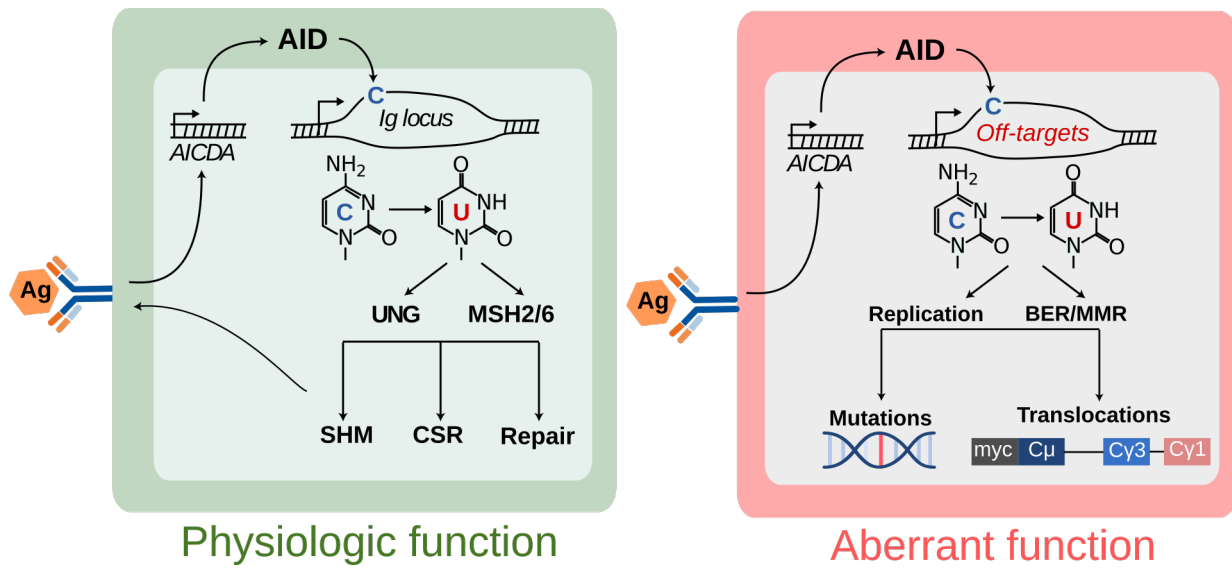 AID
C
Ig locus
AICDA
NH2
N
C
N
O
O
NH
U
N
O
Ag
UNG
MSH2/6
SHM
CSR
Repair
Physiologic function
AID
C
Off-targets
AICDA
NH2
N
C
N
O
O
NH
U
N
O
Ag
Replication
BER/MMR
Mutations
Translocations
myc
Cμ
Cγ3
Cγ1
Aberrant function